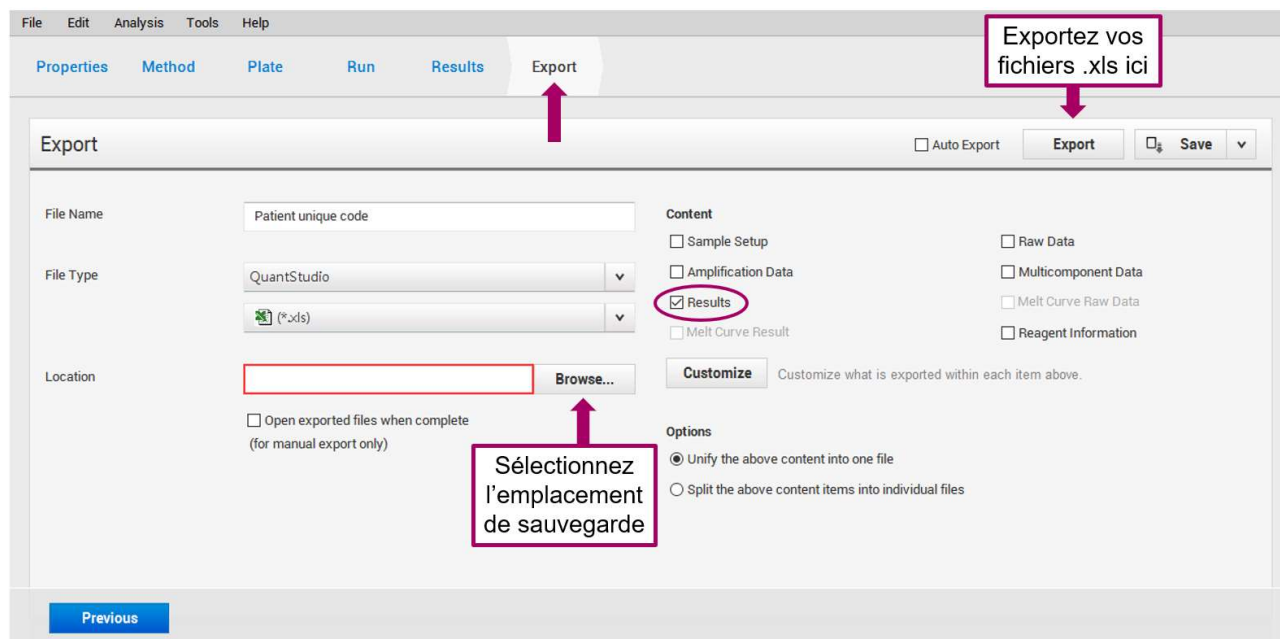 File Edit Analysis Tools Help
Exportez vos
fichiers .xls ici
Properties Method Plate Run Results Export
Export
Auto Export Export Save
File Name Patient unique code
File Type QuantStudio
(*.xls)
Location Browse...
Open exported files when complete
(for manual export only)
Content
Sample Setup Raw Data
Amplification Data Multicomponent Data
Results Melt Curve Raw Data
Melt Curve Result Reagent Information
Customize Customize what is exported within each item above.
Options
Unify the above content into one file
Split the above content items into individual files
Sélectionnez
l'emplacement
de sauvegarde
Previous